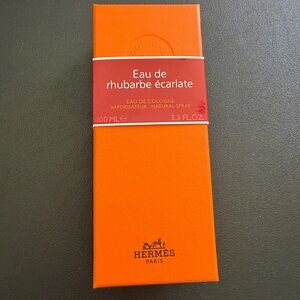 Eau de
rhubarbe écarlate
EAU DE COLOGNE
VAPORISATEUR : NATURAL SPRAY
100 ML℮ 3.3 FL.OZ.
HERMÈS
PARIS